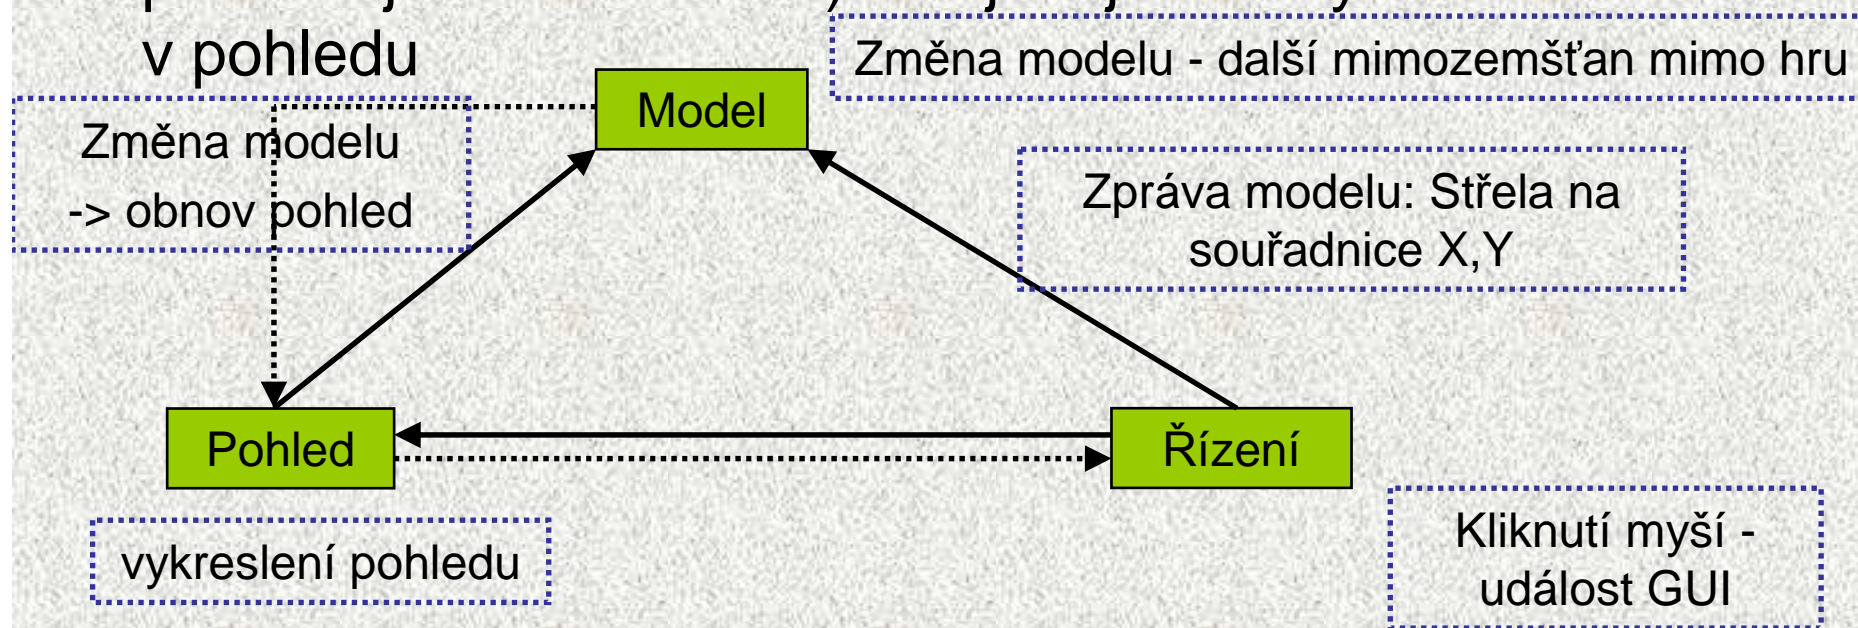 v pohledu
Změna modelu - další mimozemšťan mimo hru
Model
Změna modelu
-> obnov pohled
Zpráva modelu: Střela na
souřadnice X,Y
Pohled
Řízení
vykreslení pohledu
Kliknutí myší -
událost GUI